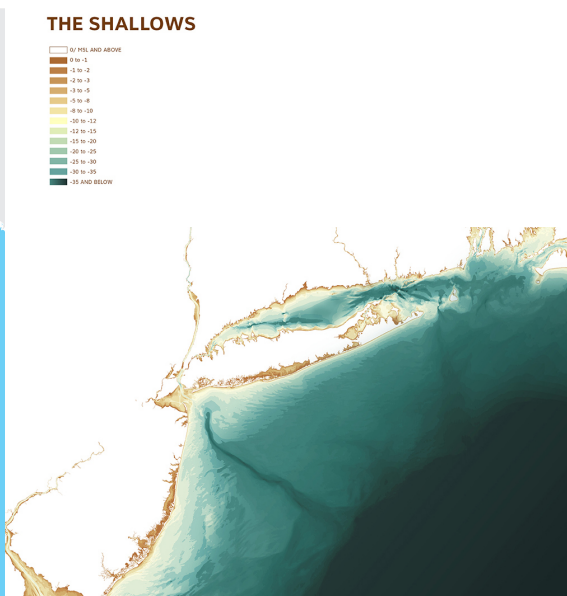 THE SHALLOWS
0/ MSL AND ABOVE
0 to -1
-1 to -2
-2 to -3
-3 to -5
-5 to -8
-8 to -10
-10 to -12
-12 to -15
-15 to -20
-20 to -25
-25 to -30
-30 to -35
-35 AND BELOW